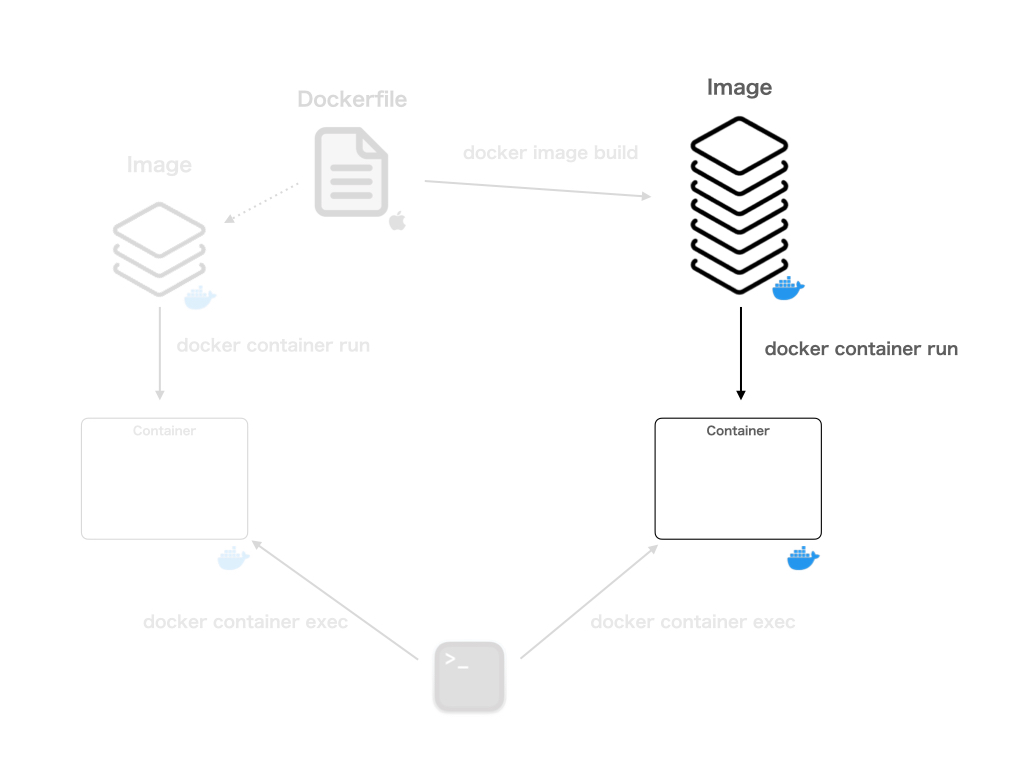 Image
Dockerfile
docker image build
Image
docker container run
docker container run
Container
Container
docker container exec
docker container exec
>_